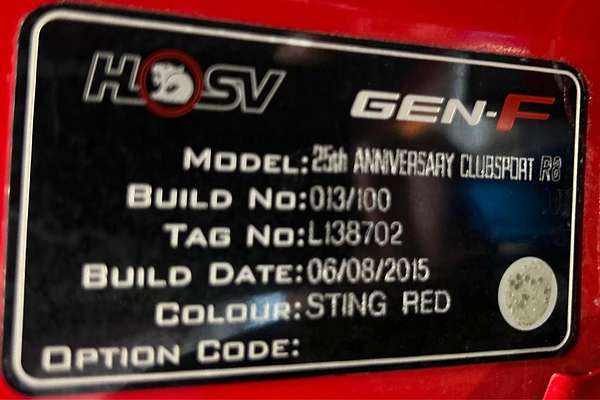 HSV GEN-F
MODEL: 25th ANNIVERSARY CLUBSPORT R8
BUILD NO: 013/100
TAG NO: L138702
BUILD DATE: 06/08/2015
COLOUR: STING RED
OPTION CODE: